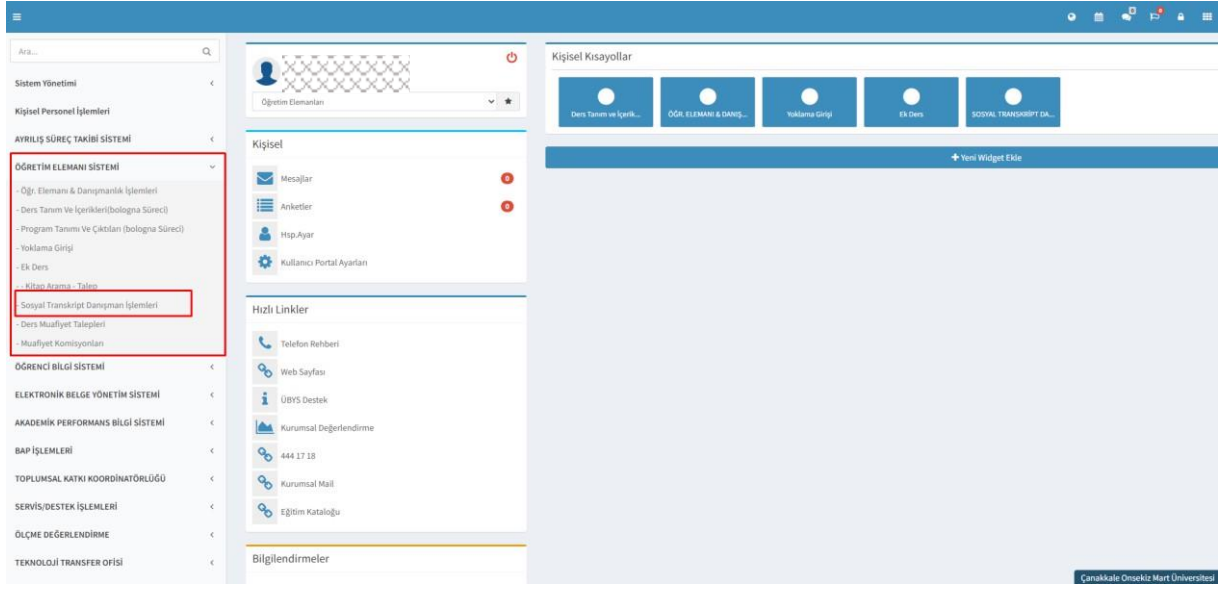 0
0
Ara...
Sistem Yönetimi
Kişisel Personel İşlemleri
AYRILIŞ SÜREÇ TAKİBİ SİSTEMİ
ÖĞRETİM ELEMANI SİSTEMİ
- Öğr. Elemanı & Danışmanlık İşlemleri
- Ders Tanım Ve İçerikleri(bologna Süreci)
- Program Tanımı Ve Çıktıları (bologna Süreci)
- Yoklama Girişi
- Ek Ders
- - Kitap Arama - Talep
- Sosyal Transkript Danışman İşlemleri
- Ders Muafiyet Talepleri
- Muafiyet Komisyonları
ÖĞRENCİ BİLGİ SİSTEMİ
ELEKTRONİK BELGE YÖNETİM SİSTEMİ
AKADEMİK PERFORMANS BİLGİ SİSTEMİ
BAP İŞLEMLERİ
TOPLUMSAL KATKI KOORDİNATÖRLÜĞÜ
SERVİS/DESTEK İŞLEMLERİ
ÖLÇME DEĞERLENDİRME
TEKNOLOJİ TRANSFER OFİSİ
Öğretim Elemanları
Kişisel
Mesajlar 0
Anketler 0
Hsp.Ayar
Kullanıcı Portal Ayarları
Hızlı Linkler
Telefon Rehberi
Web Sayfası
ÜBYS Destek
Kurumsal Değerlendirme
444 17 18
Kurumsal Mail
Eğitim Kataloğu
Bilgilendirmeler
Kişisel Kısayollar
Ders Tanım ve İçerik...
ÖĞR. ELEMANI & DANIŞ...
Yoklama Girişi
Ek Ders
SOSYAL TRANSKRİPT DA...
+ Yeni Widget Ekle
Çanakkale Onsekiz Mart Üniversitesi